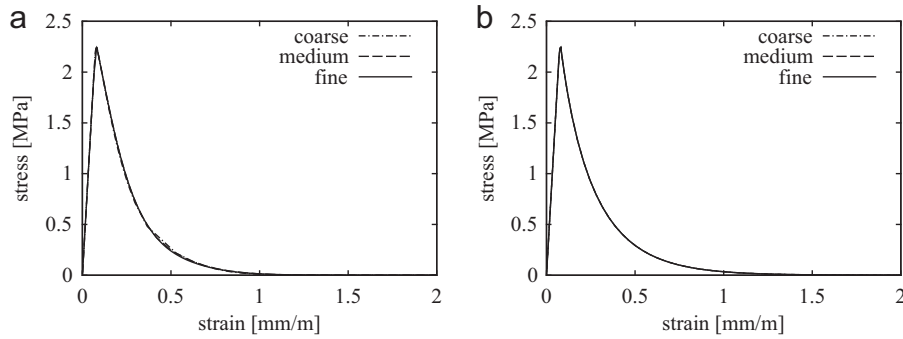 a
2.5
2
1.5
1
0.5
0
stress [MPa]
coarse
medium
fine
0 0.5 1 1.5 2
strain [mm/m]
b
2.5
2
1.5
1
0.5
0
stress [MPa]
coarse
medium
fine
0 0.5 1 1.5 2
strain [mm/m]